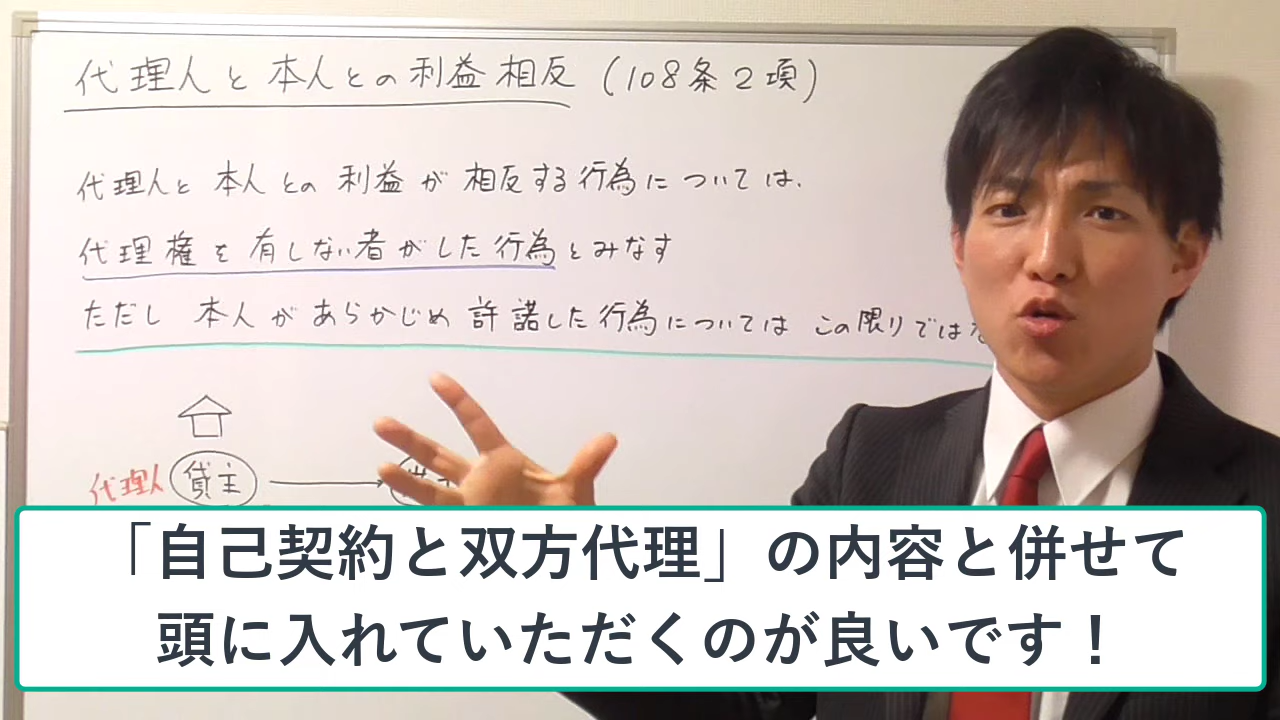 代理人と本人との利益相反(108条2項)
代理人と本人との利益が相反する行為については、
代理権を有しない者がした行為とみなす
ただし 本人があらかじめ許諾した行為については この限りでは
代理人 貸主
「自己契約と双方代理」の内容と併せて
頭に入れていただくのが良いです！